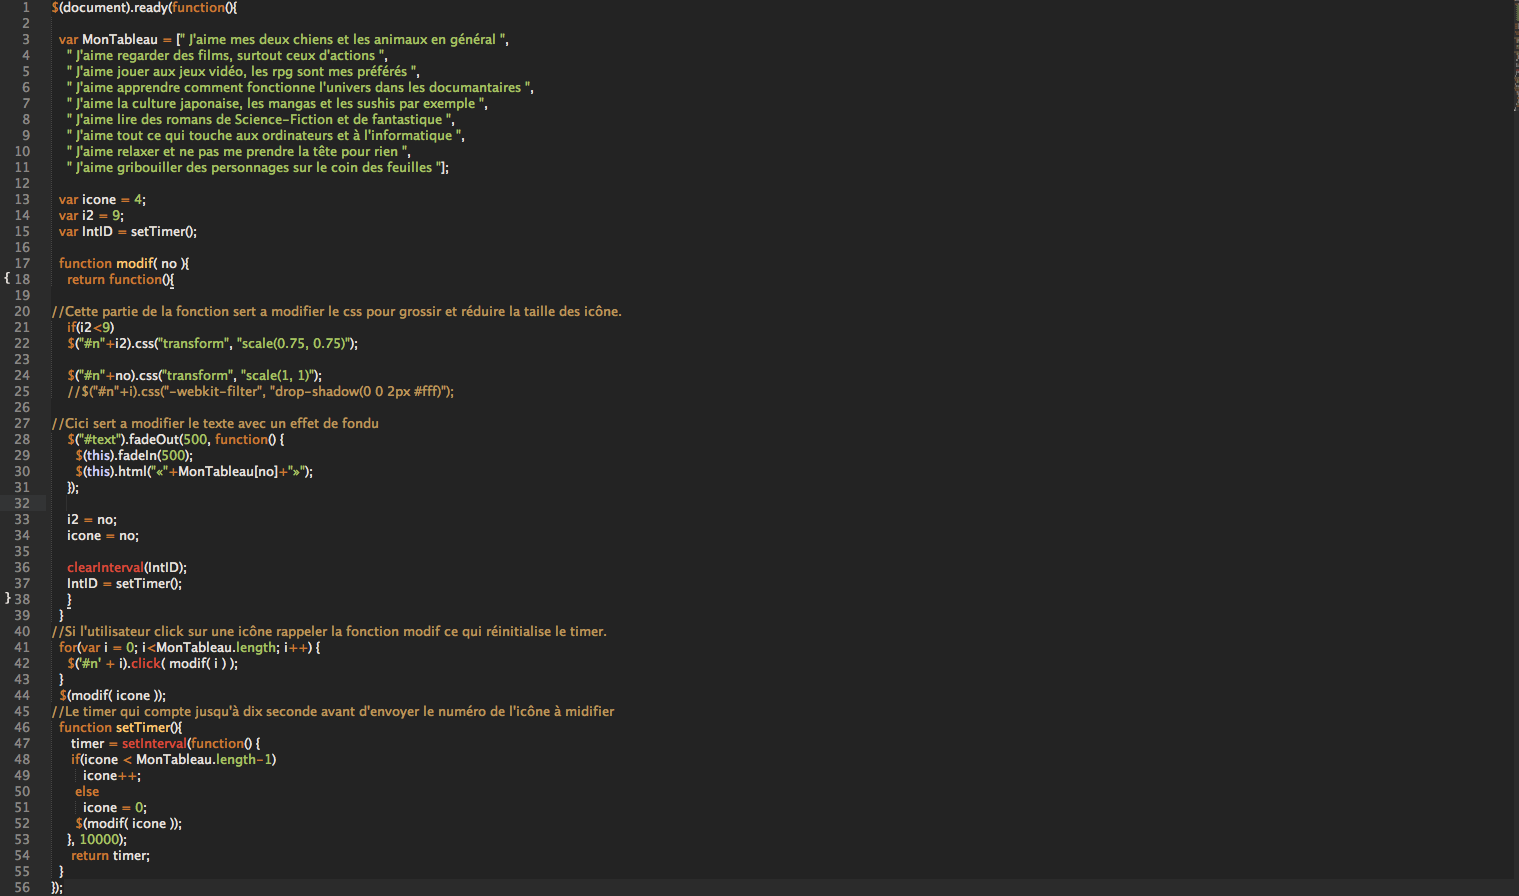 1 $(document).ready(function(){
2
3 var MonTableau = [" J'aime mes deux chiens et les animaux en général ",
4 " J'aime regarder des films, surtout ceux d'actions ",
5 " J'aime jouer aux jeux vidéo, les rpg sont mes préférés ",
6 " J'aime apprendre comment fonctionne l'univers dans les documantaires ",
7 " J'aime la culture japonaise, les mangas et les sushis par exemple ",
8 " J'aime lire des romans de Science-Fiction et de fantastique ",
9 " J'aime tout ce qui touche aux ordinateurs et à l'informatique ",
10 " J'aime relaxer et ne pas me prendre la tête pour rien ",
11 " J'aime gribouiller des personnages sur le coin des feuilles "];
12
13 var icone = 4;
14 var i2 = 9;
15 var IntID = setTimer();
16
17 function modif( no ){
{ 18 return function(){
19
20 //Cette partie de la fonction sert a modifier le css pour grossir et réduire la taille des icône.
21 if(i2<9)
22 $("#n"+i2).css("transform", "scale(0.75, 0.75)");
23
24 $("#n"+no).css("transform", "scale(1, 1)");
25 //$("#n"+i).css("-webkit-filter", "drop-shadow(0 0 2px #fff)");
26
27 //Cici sert a modifier le texte avec un effet de fondu
28 $("#text").fadeOut(500, function() {
29 $(this).fadeIn(500);
30 $(this).html("«"+MonTableau[no]+"»");
31 });
32
33 i2 = no;
34 icone = no;
35
36 clearInterval(IntID);
37 IntID = setTimer();
} 38 }
39 }
40 //Si l'utilisateur click sur une icône rappeler la fonction modif ce qui réinitialise le timer.
41 for(var i = 0; i<MonTableau.length; i++) {
42 $('#n' + i).click( modif( i ) );
43 }
44 $(modif( icone ));
45 //Le timer qui compte jusqu'à dix seconde avant d'envoyer le numéro de l'icône à midifier
46 function setTimer(){
47 timer = setInterval(function() {
48 if(icone < MonTableau.length-1)
49 icone++;
50 else
51 icone = 0;
52 $(modif( icone ));
53 }, 10000);
54 return timer;
55 }
56 });